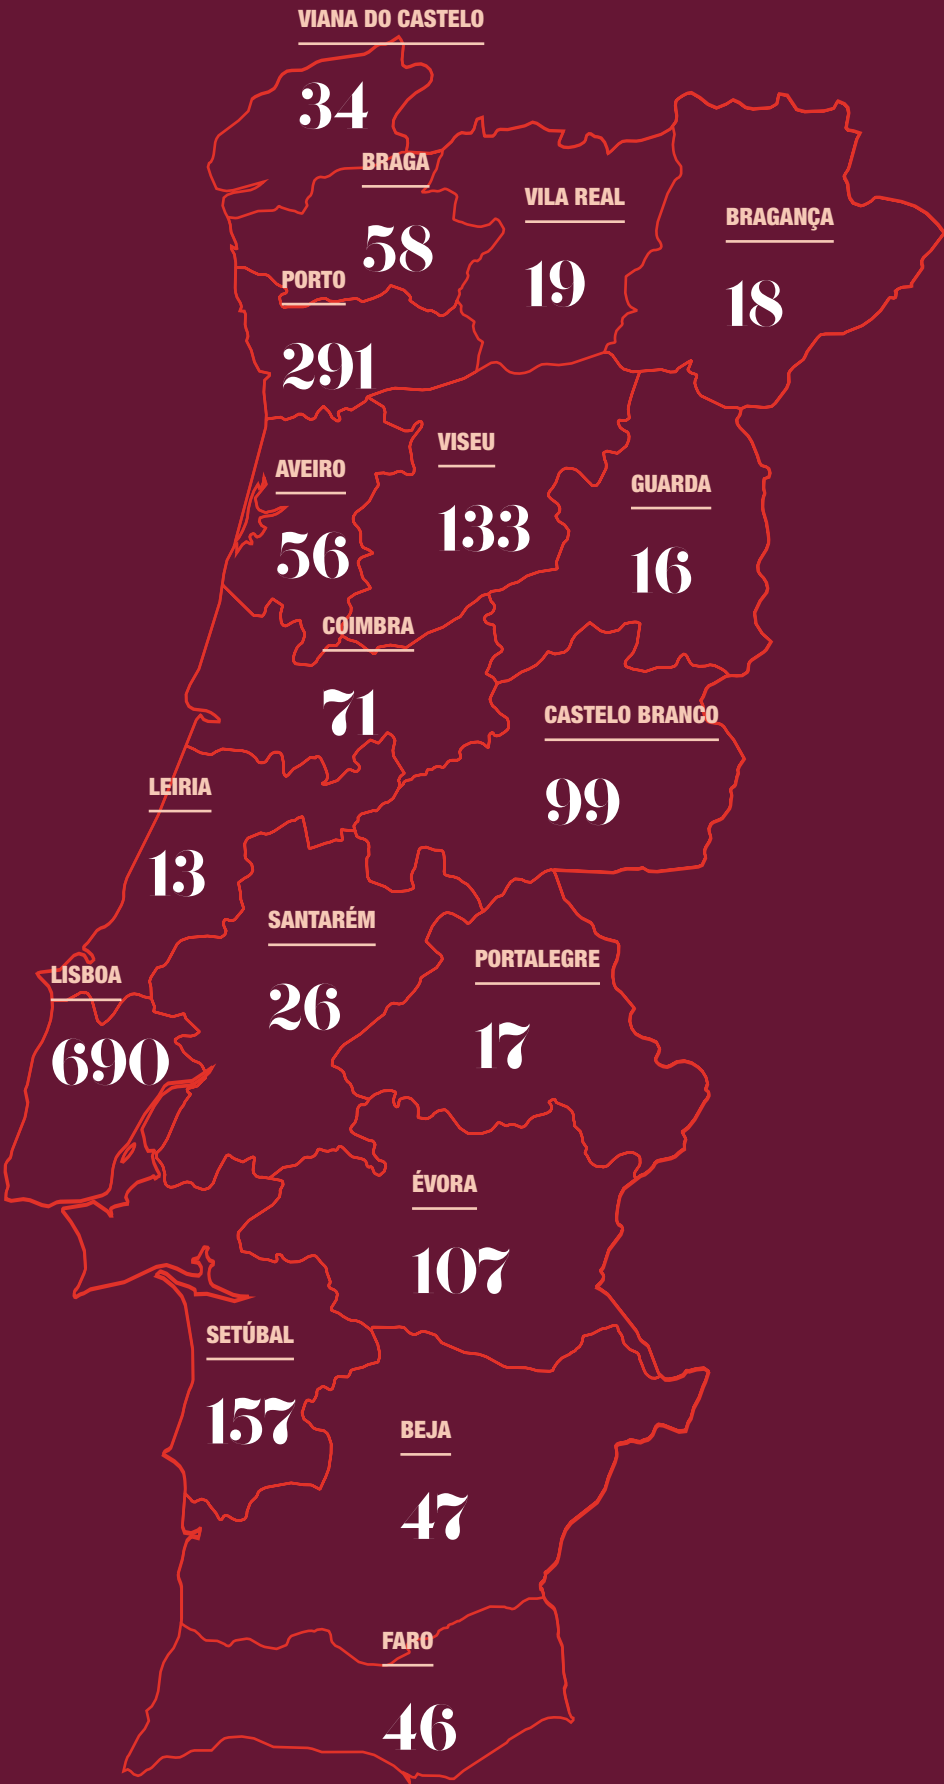 VIANA DO CASTELO
34
BRAGA
58
VILA REAL
19
BRAGANÇA
18
PORTO
291
VISEU
133
AVEIRO
56
GUARDA
16
COIMBRA
71
CASTELO BRANCO
99
LEIRIA
13
SANTARÉM
26
PORTALEGRE
17
LISBOA
690
ÉVORA
107
SETÚBAL
157
BEJA
47
FARO
46